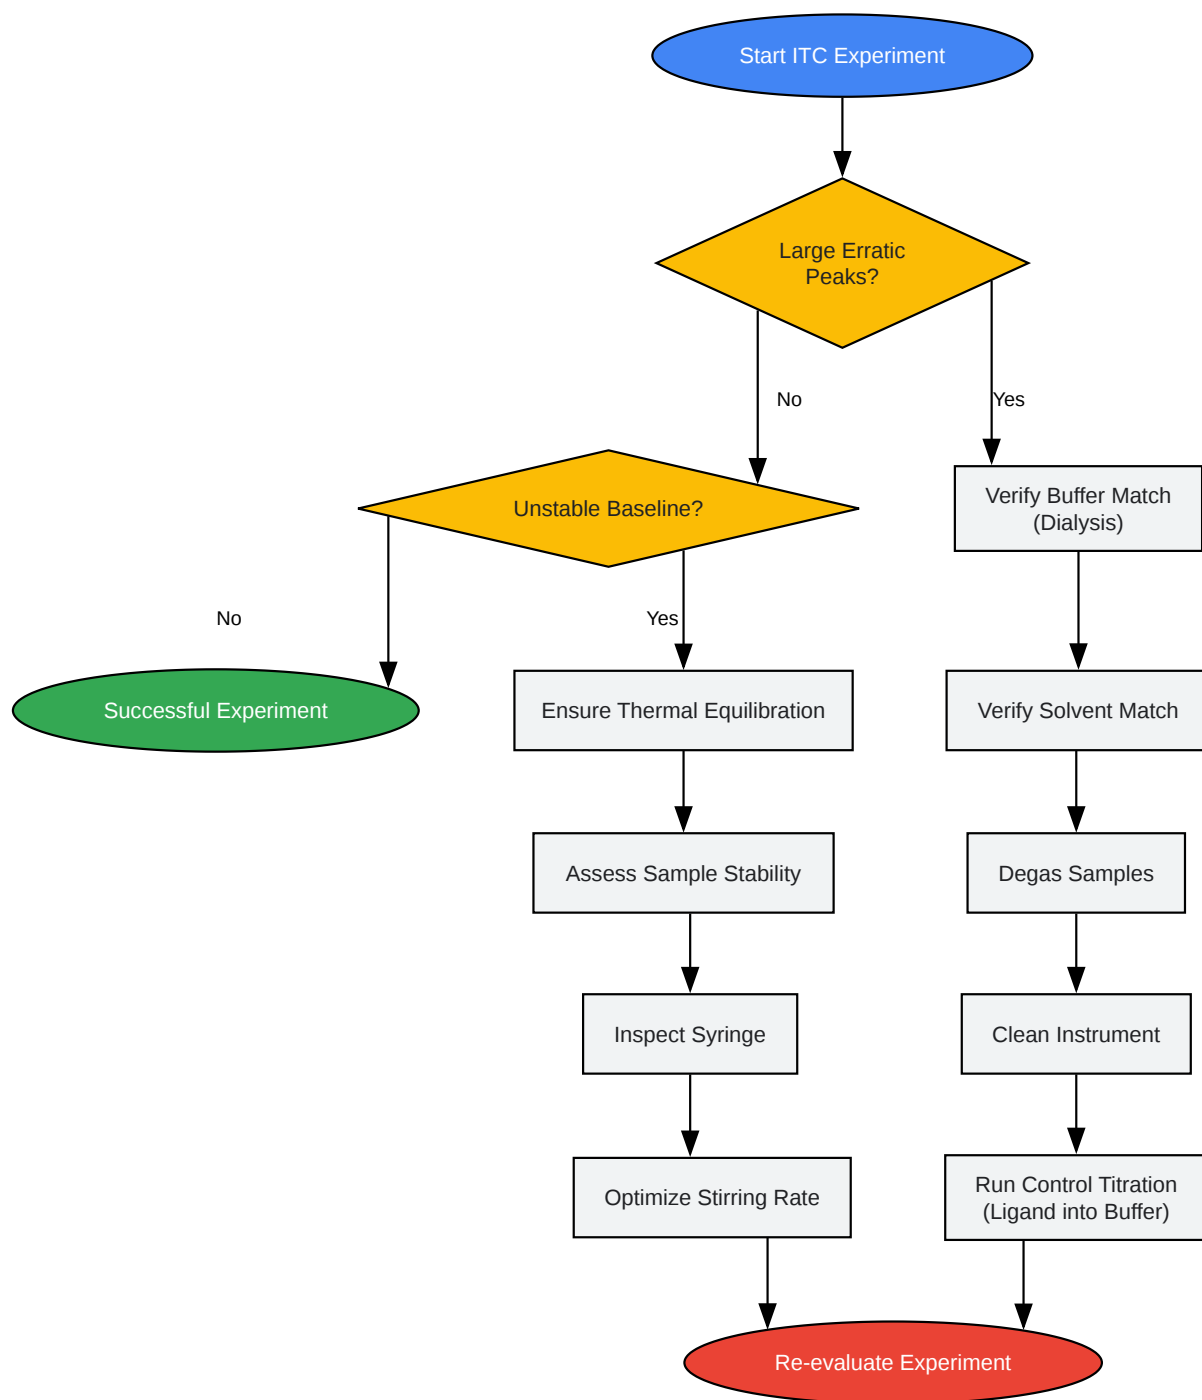 Start ITC Experiment
Large Erratic
Peaks?
No
Yes
Unstable Baseline?
Verify Buffer Match
(Dialysis)
No
Yes
Successful Experiment
Ensure Thermal Equilibration
Verify Solvent Match
Assess Sample Stability
Degas Samples
Inspect Syringe
Clean Instrument
Optimize Stirring Rate
Run Control Titration
(Ligand into Buffer)
Re-evaluate Experiment